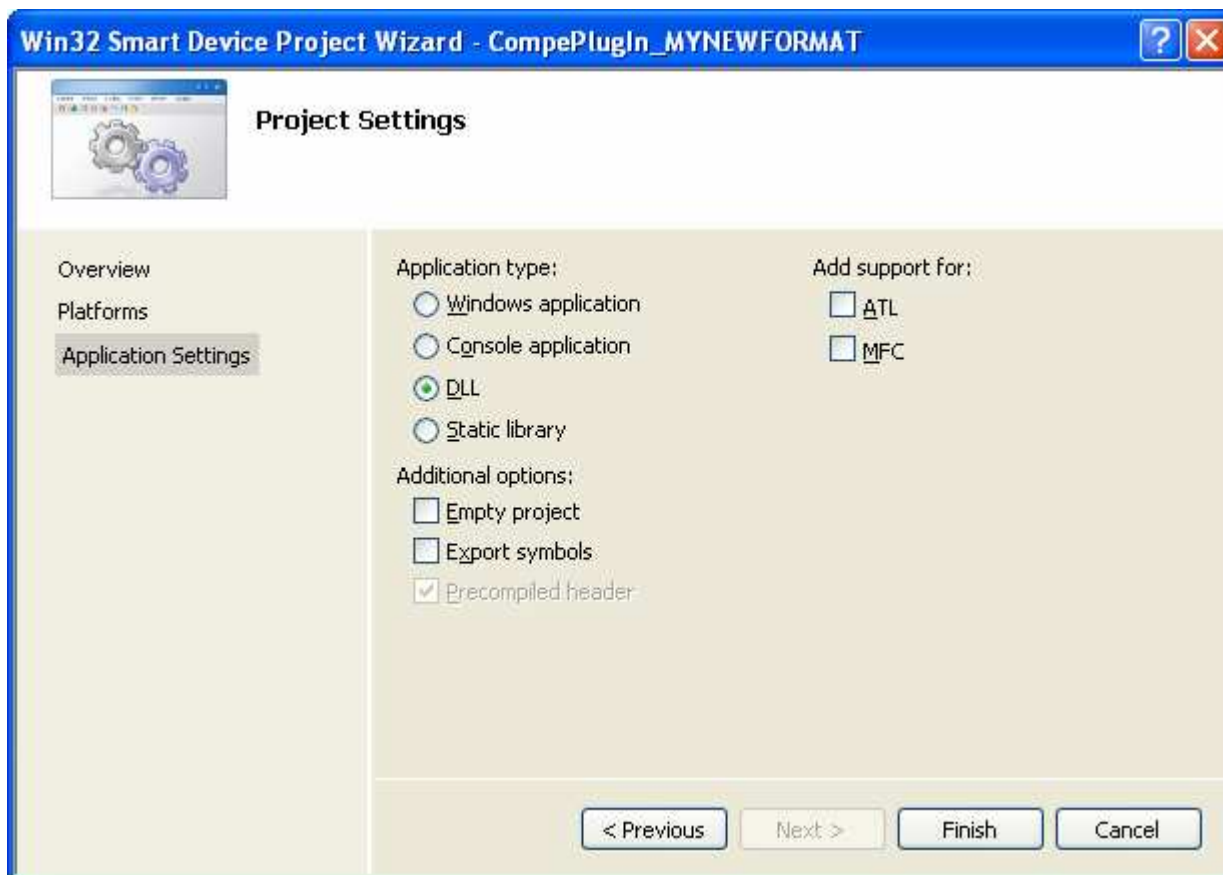 Win32 Smart Device Project Wizard - CompePlugIn_MYNEWFORMAT
Project Settings
Overview
Platforms
Application Settings
Application type:
Windows application
Console application
DLL
Static library
Additional options:
Empty project
Export symbols
Precompiled header
Add support for:
ATL
MFC
< Previous
Next >
Finish
Cancel